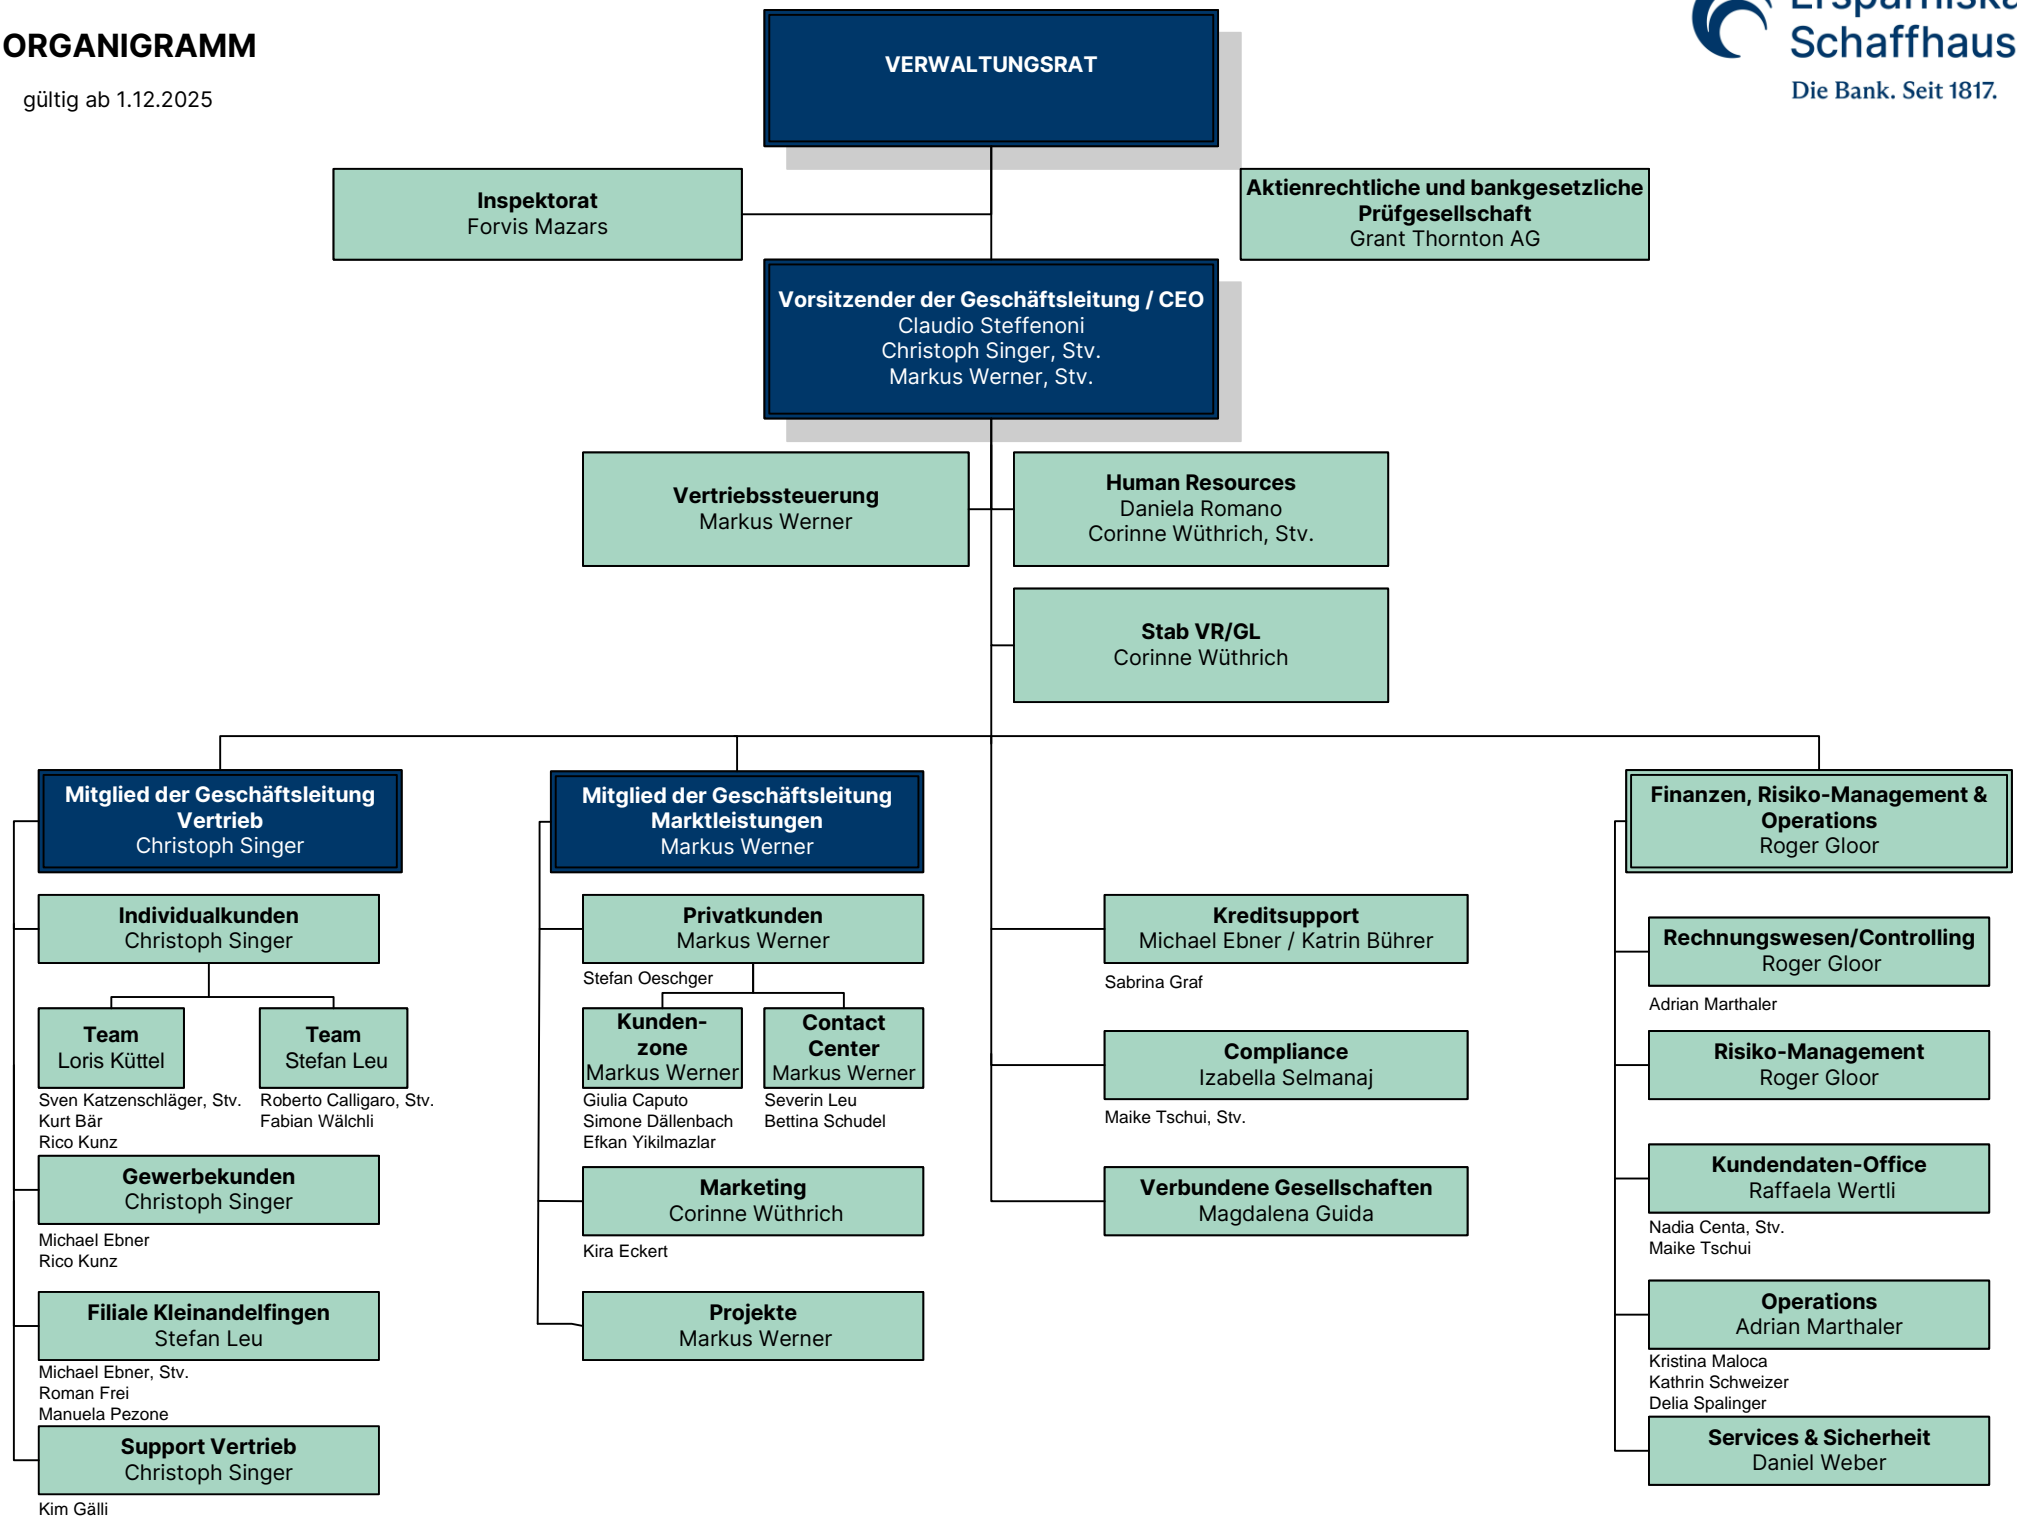 ORGANIGRAMM
gültig ab 1.12.2025
Schaffhaus
Die Bank. Seit 1817.
VERWALTUNGSRAT
Inspektorat
Forvis Mazars
Aktienrechtliche und bankgesetzliche
Prüfgesellschaft
Grant Thornton AG
Vorsitzender der Geschäftsleitung / CEO
Claudio Steffenoni
Christoph Singer, Stv.
Markus Werner, Stv.
Vertriebssteuerung
Markus Werner
Human Resources
Daniela Romano
Corinne Wüthrich, Stv.
Stab VR/GL
Corinne Wüthrich
Mitglied der Geschäftsleitung
Vertrieb
Christoph Singer
Individualkunden
Christoph Singer
Team
Loris Küttel
Sven Katzenschläger, Stv.
Kurt Bär
Rico Kunz
Team
Stefan Leu
Roberto Calligaro, Stv.
Fabian Wälchli
Gewerbekunden
Christoph Singer
Michael Ebner
Rico Kunz
Filiale Kleinandelfingen
Stefan Leu
Michael Ebner, Stv.
Roman Frei
Manuela Pezone
Support Vertrieb
Christoph Singer
Kim Gälli
Mitglied der Geschäftsleitung
Marktleistungen
Markus Werner
Privatkunden
Markus Werner
Stefan Oeschger
Kunden-
zone
Markus Werner
Giulia Caputo
Simone Dällenbach
Efkan Yikilmazlar
Contact
Center
Markus Werner
Severin Leu
Bettina Schudel
Marketing
Corinne Wüthrich
Kira Eckert
Projekte
Markus Werner
Kreditsupport
Michael Ebner / Katrin Bührer
Sabrina Graf
Compliance
Izabella Selmanaj
Maike Tschui, Stv.
Verbundene Gesellschaften
Magdalena Guida
Finanzen, Risiko-Management &
Operations
Roger Gloor
Rechnungswesen/Controlling
Roger Gloor
Adrian Marthaler
Risiko-Management
Roger Gloor
Kundendaten-Office
Raffaela Wertli
Nadia Centa, Stv.
Maike Tschui
Operations
Adrian Marthaler
Kristina Maloca
Kathrin Schweizer
Delia Spalinger
Services & Sicherheit
Daniel Weber